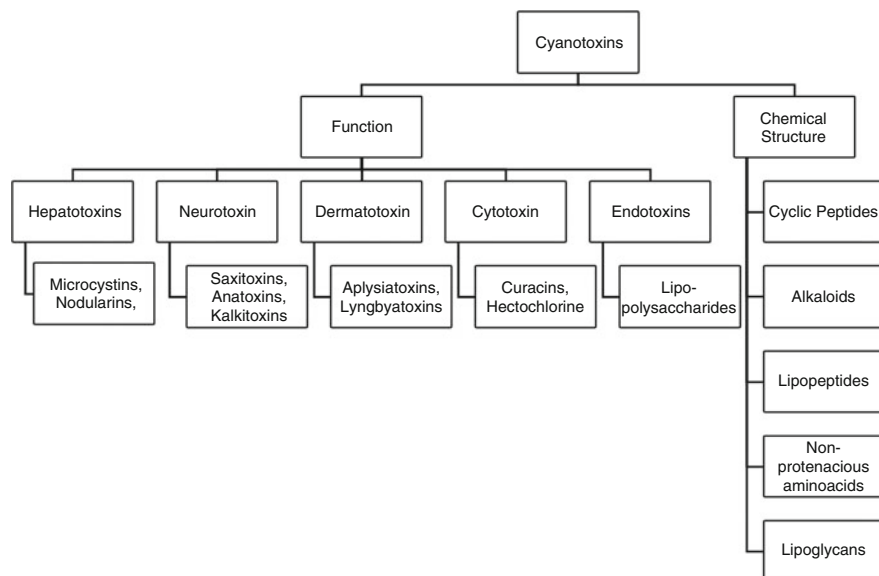 Cyanotoxins
Function
Chemical
Structure
Hepatotoxins
Neurotoxin
Dermatotoxin
Cytotoxin
Endotoxins
Cyclic Peptides
Microcystins,
Nodularins,
Saxitoxins,
Anatoxins,
Kalkitoxins
Aplysiatoxins,
Lyngbyatoxins
Curacins,
Hectochlorine
Lipo-
polysaccharides
Alkaloids
Lipopeptides
Non-
protenacious
aminoacids
Lipoglycans